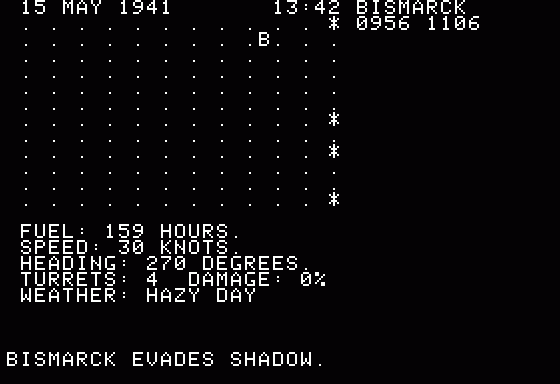 15 MAY 1941 13:42 BISMARCK
. . . . . . . . . . . * 0956 1106
. . . . . . . . .B. . .
. . . . . . . . . . . .
. . . . . . . . . . . .
. . . . . . . . . . . .
. . . . . . . . . . . .
. . . . . . . . . . . *
. . . . . . . . . . . .
. . . . . . . . . . . *
. . . . . . . . . . . .
. . . . . . . . . . . .
. . . . . . . . . . . *
FUEL: 159 HOURS.
SPEED: 30 KNOTS.
HEADING: 270 DEGREES.
TURRETS: 4 DAMAGE: 0%
WEATHER: HAZY DAY
BISMARCK EVADES SHADOW.